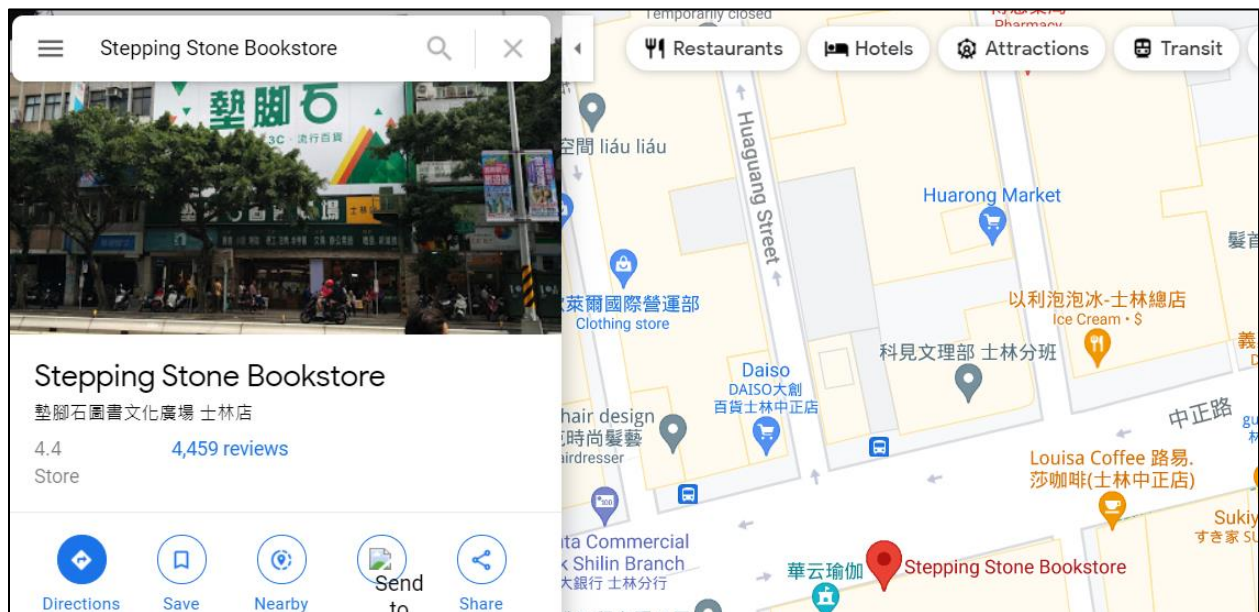 Stepping Stone Bookstore
墊腳石
3C · 流行百貨
士林店
Stepping Stone Bookstore
墊腳石圖書文化廣場 士林店
4.4
4,459 reviews
Store
Directions
Save
Nearby
Send
to
Share
Restaurants
Hotels
Attractions
Transit
Temporarily closed
Pharmacy
空間 liáu liáu
Huaguang Street
Huarong Market
萊爾國際營運部
Clothing store
以利泡泡冰-士林總店
Ice Cream • $
科見文理部 士林分班
Daiso
DAISO大創
百貨士林中正店
hair design
時尚髮藝
airdresser
中正路
Louisa Coffee 路易.
莎咖啡(士林中正店)
Sukiy
すき家 SU
ta Commercial
k Shilin Branch
大銀行 士林分行
華云瑜伽
Stepping Stone Bookstore